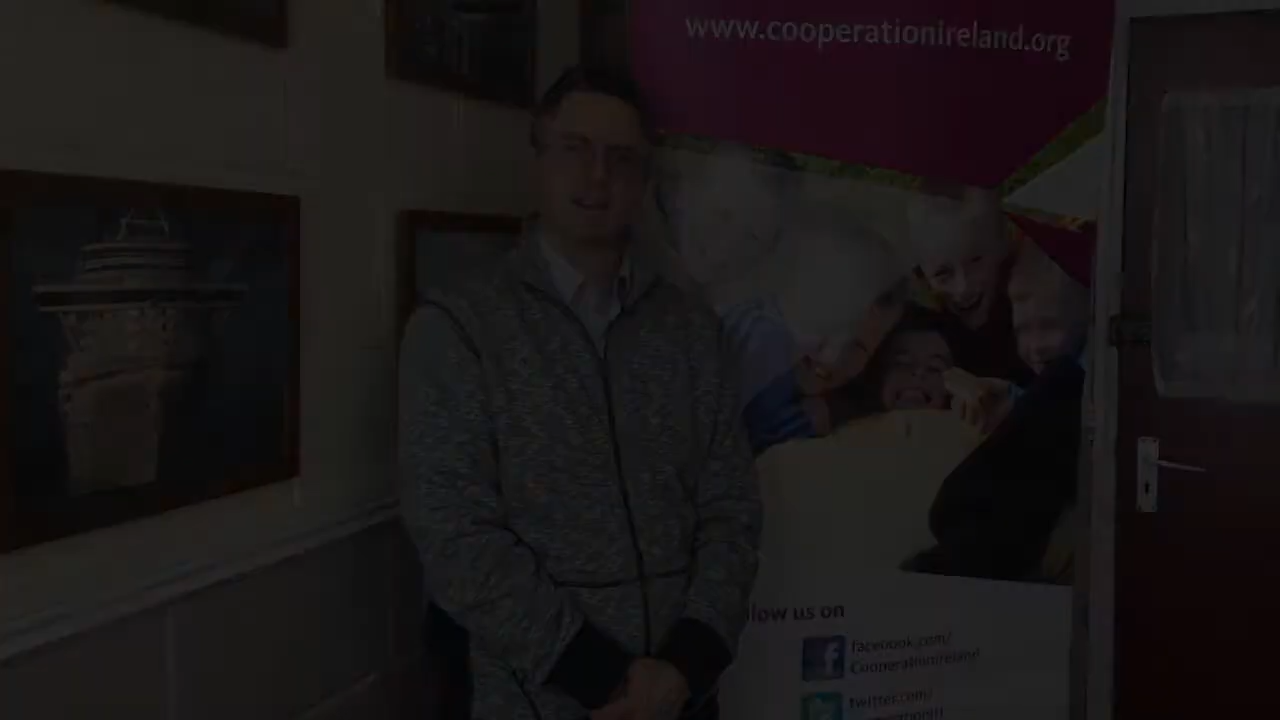 www.cooperationireland.org
llow us on
facebook.com/
Cooperationireland
twitter.com/